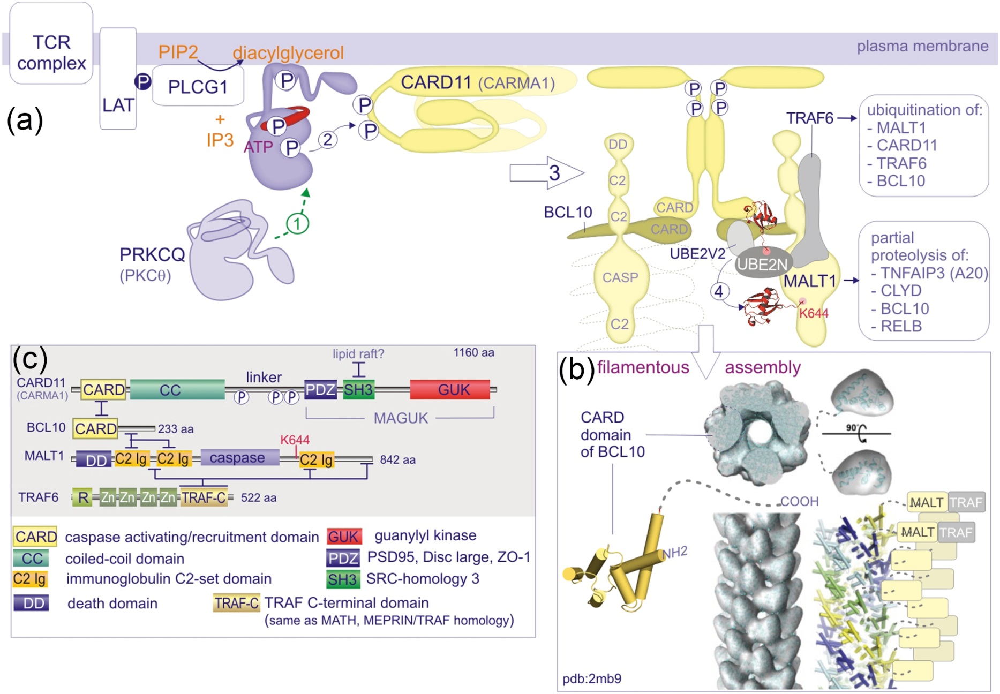 TCR
complex
LAT
P
PIP2
diacylglycerol
plasma membrane
PLCG1
+
IP3
P
P
ATP
P
2
P
P
CARD11 (CARMA1)
(a)
1
PRKCQ
(PKCθ)
3
P
P
P
P
DD
C2
C2
CASP
C2
BCL10
CARD
CARD
UBE2V2
UBE2N
4
TRAF6
MALT1
K644
ubiquitination of:
- MALT1
- CARD11
- TRAF6
- BCL10
partial
proteolysis of:
- TNFAIP3 (A20)
- CLYD
- BCL10
- RELB
(c)
lipid raft?
1160 aa
CARD11
(CARMA1)
CARD
CC
linker
P
P
P
PDZ
SH3
GUK
MAGUK
BCL10
CARD
233 aa
K644
MALT1
DD
C2 Ig
C2 Ig
caspase
C2 Ig
842 aa
TRAF6
R
Zn
Zn
Zn
Zn
TRAF-C
522 aa
CARD caspase activating/recruitment domain
GUK guanylyl kinase
CC coiled-coil domain
PDZ PSD95, Disc large, ZO-1
C2 Ig immunoglobulin C2-set domain
SH3 SRC-homology 3
DD death domain
TRAF-C TRAF C-terminal domain
(same as MATH, MEPRIN/TRAF homology)
(b)
filamentous assembly
CARD
domain
of BCL10
90°
COOH
NH2
MALT TRAF
MALT TRAF
pdb:2mb9